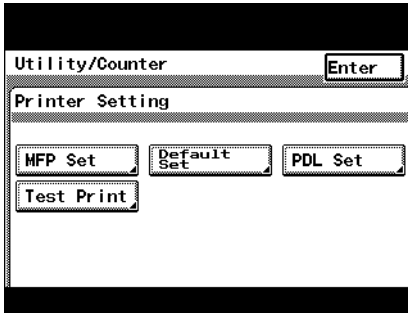 Utility/Counter
Enter
Printer Setting
MFP Set
Default
Set
PDL Set
Test Print